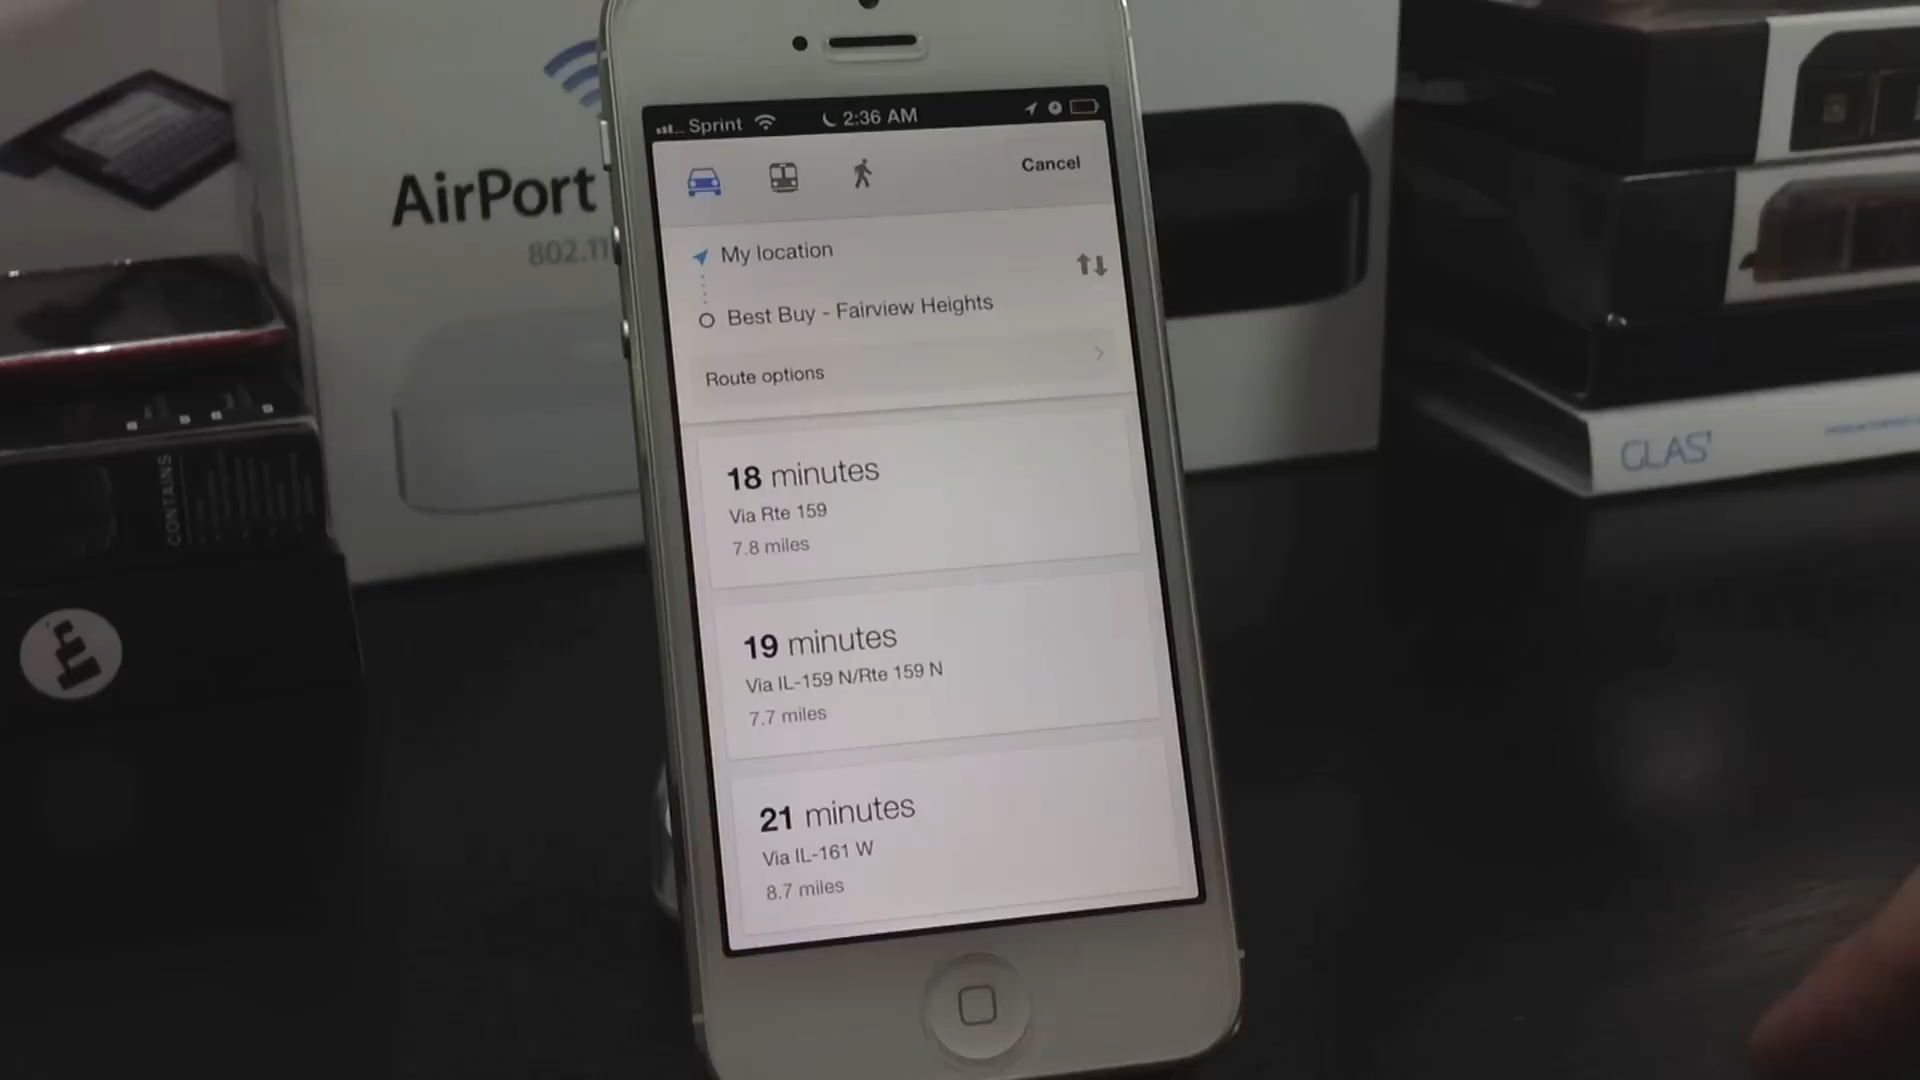 AirPort
802.11
CONTAINS
GLAS
Sprint 2:36 AM
Cancel
My location
Best Buy - Fairview Heights
Route options
18 minutes
Via Rte 159
7.8 miles
19 minutes
Via IL-159 N/Rte 159 N
7.7 miles
21 minutes
Via IL-161 W
8.7 miles